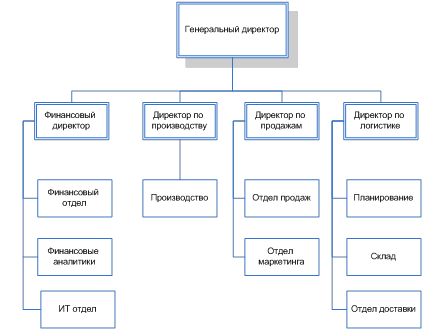 Генеральный директор
Финансовый
директор
Директор по
производству
Директор по
продажам
Директор по
логистике
Финансовый
отдел
Производство
Отдел продаж
Планирование
Финансовые
аналитики
Отдел
маркетинга
Склад
ИТ отдел
Отдел доставки